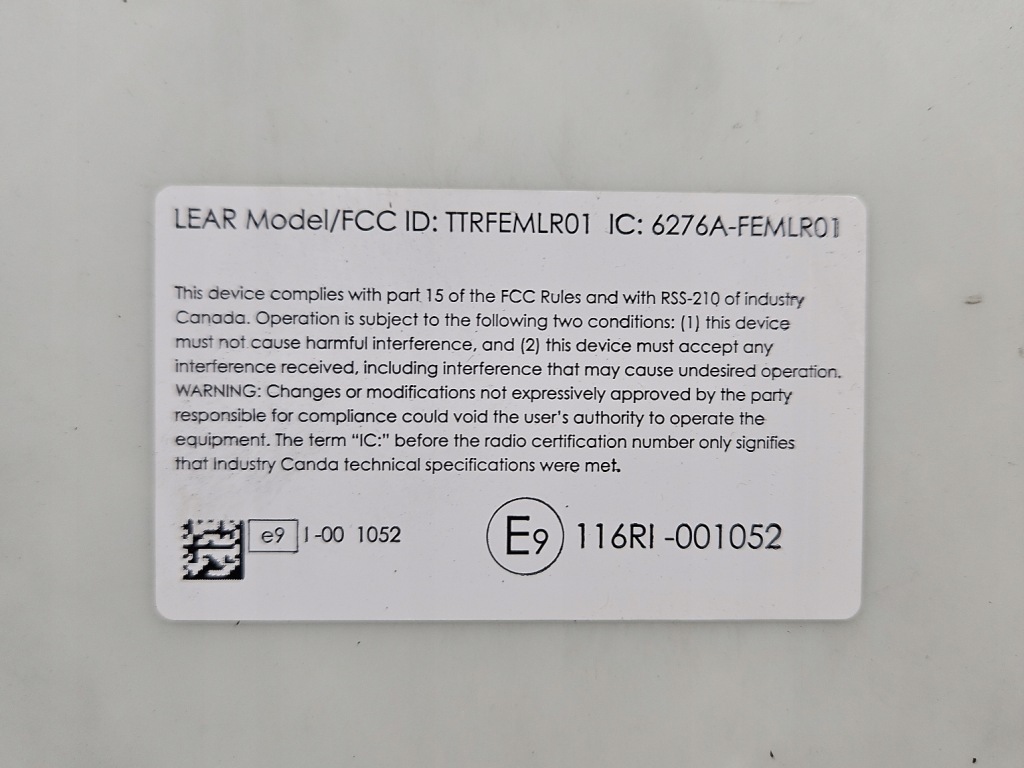 LEAR Model/FCC ID: TTRFEMLR01 IC: 6276A-FEMLR01
This device complies with part 15 of the FCC Rules and with RSS-210 of industry
Canada. Operation is subject to the following two conditions: (1) this device
must not cause harmful interference, and (2) this device must accept any
interference received, including interference that may cause undesired operation.
WARNING: Changes or modifications not expressively approved by the party
responsible for compliance could void the user's authority to operate the
equipment. The term "IC:" before the radio certification number only signifies
that Industry Canda technical specifications were met.
e9 I-00 1052 E9 116RI -001052